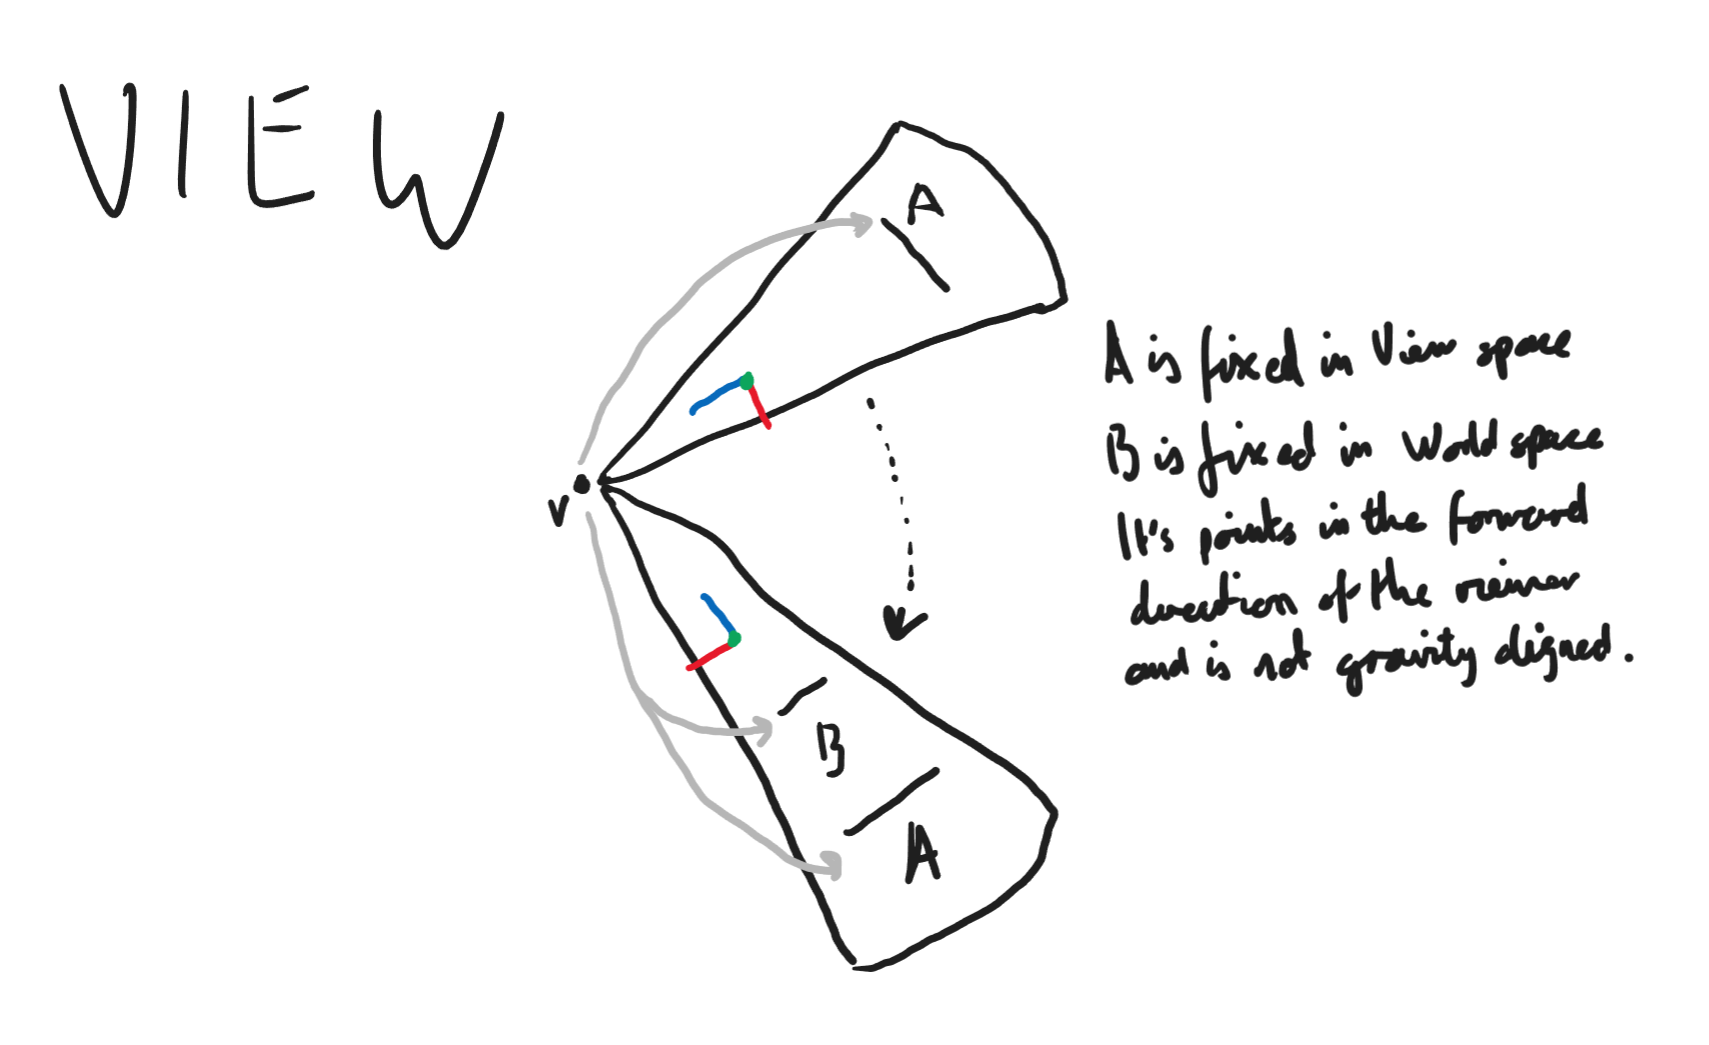 VIEW
A
A is fixed in View space
B is fixed in World space
It's points in the forward
direction of the viewer
and is not gravity aligned.
V
B
A